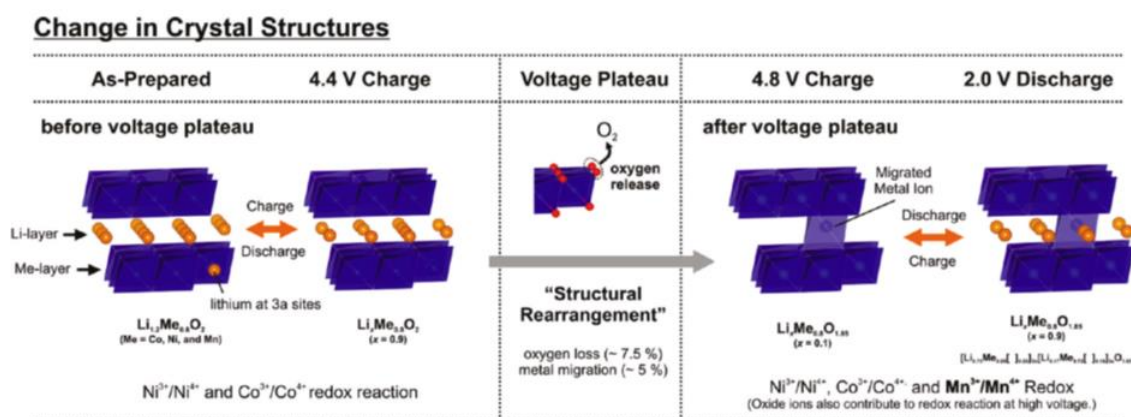 Change in Crystal Structures
As-Prepared 4.4 V Charge Voltage Plateau 4.8 V Charge 2.0 V Discharge
before voltage plateau
O₂
oxygen
release
after voltage plateau
Migrated
Metal Ion
Li-layer
Me-layer
Charge
Discharge
lithium at 3a sites
Discharge
Charge
"Structural
Rearrangement"
oxygen loss (~ 7.5 %)
metal migration (~ 5 %)
Li₁.₂Me₀.₈O₂
(Me = Co, Ni, and Mn)
LiₓMe₀.₈O₂
(x = 0.9)
LiₓMe₀.₈O₁.₈₅
(x = 0.1)
LiₓMe₀.₈O₁.₈₅
(x = 0.9)
Ni³⁺/Ni⁴⁺ and Co³⁺/Co⁴⁺ redox reaction
Ni³⁺/Ni⁴⁺, Co³⁺/Co⁴⁺ and Mn³⁺/Mn⁴⁺ Redox
(Oxide ions also contribute to redox reaction at high voltage.)